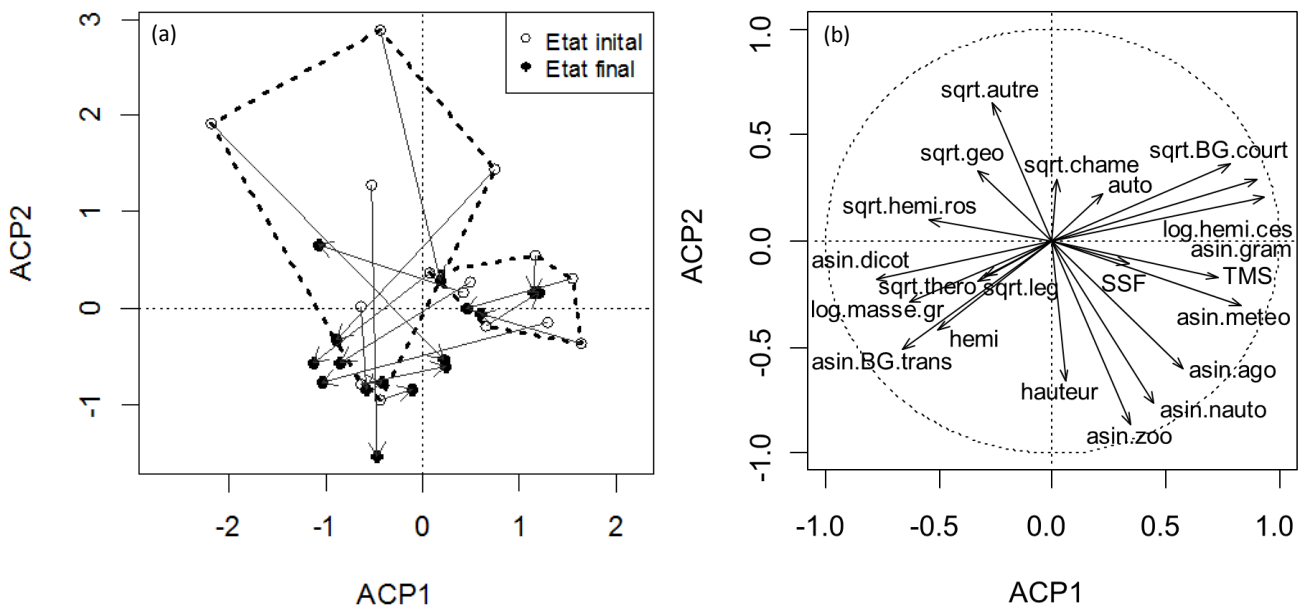 (a)
Etat inital
Etat final
3
2
1
0
-1
ACP2
-2 -1 0 1 2
ACP1
(b)
1.0
0.5
0.0
-0.5
-1.0
ACP2
sqrt.autre
sqrt.geo
sqrt.chame
sqrt.BG.court
auto
sqrt.hemi.ros
log.hemi.ces
asin.gram
asin.dicot
sqrt.thero
sqrt.leg
SSF
TMS
log.masse.gr
asin.meteo
hemi
asin.BG.trans
asin.ago
hauteur
asin.nauto
asin.zoo
-1.0 -0.5 0.0 0.5 1.0
ACP1